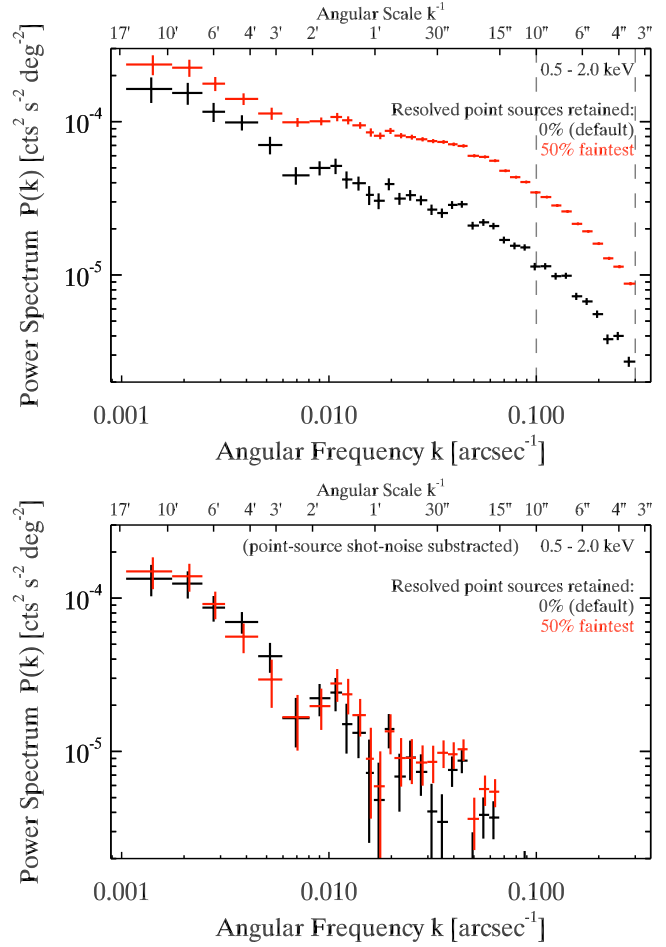 Angular Scale k⁻¹
17' 10' 6' 4' 3' 2' 1' 30'' 15'' 10'' 6'' 4'' 3''
0.5 - 2.0 keV
Resolved point sources retained:
0% (default)
50% faintest
Power Spectrum P(k) [cts² s⁻² deg⁻²]
10⁻⁴
10⁻⁵
0.001 0.010 0.100
Angular Frequency k [arcsec⁻¹]
Angular Scale k⁻¹
17' 10' 6' 4' 3' 2' 1' 30'' 15'' 10'' 6'' 4'' 3''
(point-source shot-noise substracted) 0.5 - 2.0 keV
Resolved point sources retained:
0% (default)
50% faintest
Power Spectrum P(k) [cts² s⁻² deg⁻²]
10⁻⁴
10⁻⁵
0.001 0.010 0.100
Angular Frequency k [arcsec⁻¹]